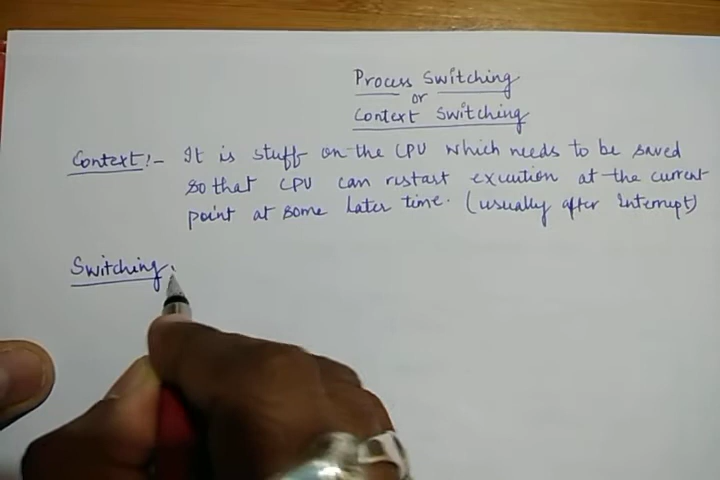 Process Switching
or
Context Switching
Context:- It is stuff on the CPU which needs to be saved
so that CPU can restart execution at the current
point at some later time. (usually after Interrupt)
Switching: